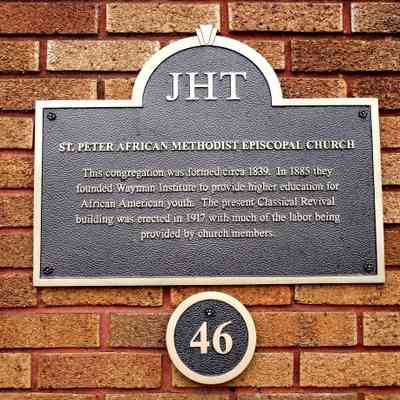 JHT
ST. PETER AFRICAN METHODIST EPISCOPAL CHURCH
This congregation was formed circa 1839. In 1885 they
founded Wayman Institute to provide higher education for
African American youth. The present Classical Revival
building was erected in 1917 with much of the labor being
provided by church members.
46